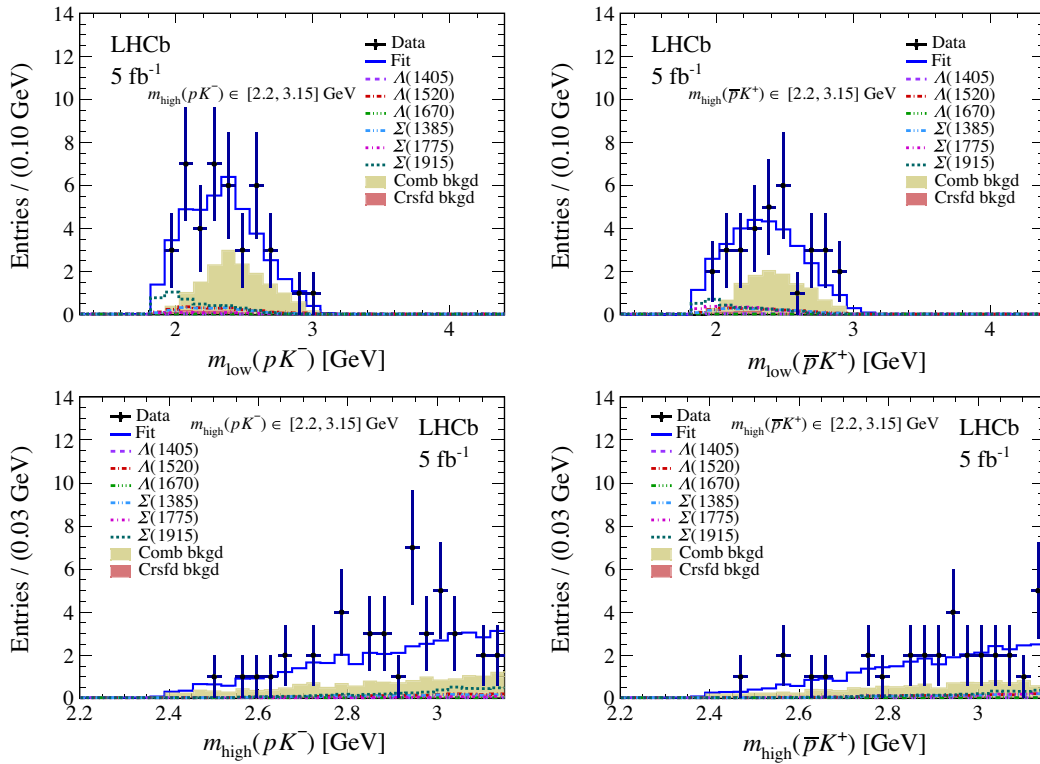 14
12
10
8
6
4
2
0
Entries / (0.10 GeV)
LHCb
5 fb⁻¹
m_high(pK⁻) ∈ [2.2, 3.15] GeV
Data
Fit
Λ(1405)
Λ(1520)
Λ(1670)
Σ(1385)
Σ(1775)
Σ(1915)
Comb bkgd
Crsfd bkgd
2 3 4
m_low(pK⁻) [GeV]
14
12
10
8
6
4
2
0
Entries / (0.10 GeV)
LHCb
5 fb⁻¹
m_high(p̅K⁺) ∈ [2.2, 3.15] GeV
Data
Fit
Λ(1405)
Λ(1520)
Λ(1670)
Σ(1385)
Σ(1775)
Σ(1915)
Comb bkgd
Crsfd bkgd
2 3 4
m_low(p̅K⁺) [GeV]
14
12
10
8
6
4
2
0
Entries / (0.03 GeV)
Data
Fit
Λ(1405)
Λ(1520)
Λ(1670)
Σ(1385)
Σ(1775)
Σ(1915)
Comb bkgd
Crsfd bkgd
m_high(pK⁻) ∈ [2.2, 3.15] GeV
LHCb
5 fb⁻¹
2.2 2.4 2.6 2.8 3
m_high(pK⁻) [GeV]
14
12
10
8
6
4
2
0
Entries / (0.03 GeV)
Data
Fit
Λ(1405)
Λ(1520)
Λ(1670)
Σ(1385)
Σ(1775)
Σ(1915)
Comb bkgd
Crsfd bkgd
m_high(p̅K⁺) ∈ [2.2, 3.15] GeV
LHCb
5 fb⁻¹
2.2 2.4 2.6 2.8 3
m_high(p̅K⁺) [GeV]